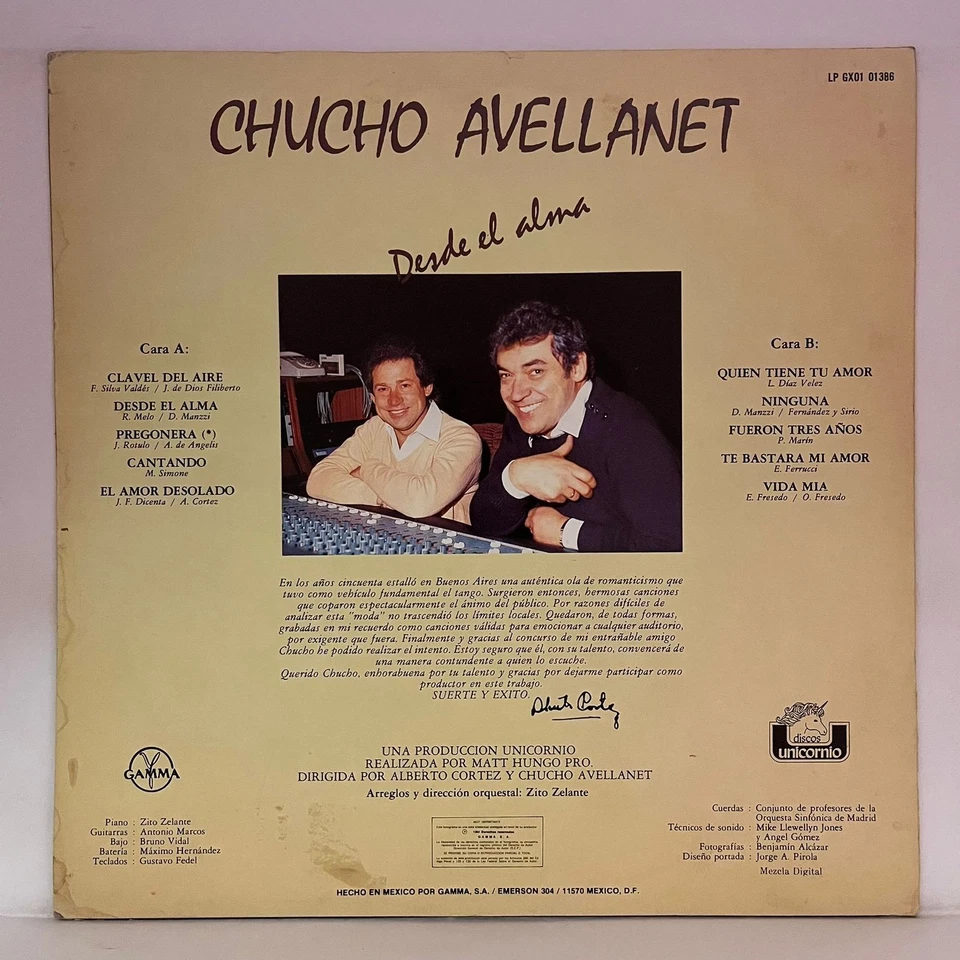 LP GX01 01386
CHUCHO AVELLANET
Desde el alma
Cara A:
CLAVEL DEL AIRE
F. Silva Valdés / J. de Dios Filiberto
DESDE EL ALMA
R. Melo / D. Manzzi
PREGONERA (*)
J. Rotulo / A. de Angelis
CANTANDO
M. Simone
EL AMOR DESOLADO
J. F. Dicenta / A. Cortez
Cara B:
QUIEN TIENE TU AMOR
L. Díaz Velez
NINGUNA
D. Manzzi / Fernández y Sirio
FUERON TRES AÑOS
P. Marín
TE BASTARA MI AMOR
E. Ferrucci
VIDA MIA
E. Fresedo / O. Fresedo
En los años cincuenta estalló en Buenos Aires una auténtica ola de romanticismo que
tuvo como vehículo fundamental el tango. Surgieron entonces, hermosas canciones
que coparon espectacularmente el ánimo del público. Por razones difíciles de
analizar esta "moda" no trascendió los límites locales. Quedaron, de todas formas,
grabadas en mi recuerdo como canciones válidas para emocionar a cualquier auditorio,
por exigente que fuera. Finalmente y gracias al concurso de mi entrañable amigo
Chucho he podido realizar el intento. Estoy seguro que él, con su talento, convencerá de
una manera contundente a quien lo escuche.
Querido Chucho, enhorabuena por tu talento y gracias por dejarme participar como
productor en este trabajo.
SUERTE Y EXITO.
GAMMA
discos
unicornio
UNA PRODUCCION UNICORNIO
REALIZADA POR MATT HUNGO PRO.
DIRIGIDA POR ALBERTO CORTEZ Y CHUCHO AVELLANET
Arreglos y dirección orquestal: Zito Zelante
Piano : Zito Zelante
Guitarras : Antonio Marcos
Bajo : Bruno Vidal
Batería : Máximo Hernández
Teclados : Gustavo Fedel
Cuerdas : Conjunto de profesores de la
Orquesta Sinfónica de Madrid
Técnicos de sonido : Mike Llewellyn Jones
y Angel Gómez
Fotografías : Benjamín Alcázar
Diseño portada : Jorge A. Pirola
Mezcla Digital
HECHO EN MEXICO POR GAMMA, S.A. / EMERSON 304 / 11570 MEXICO, D.F.